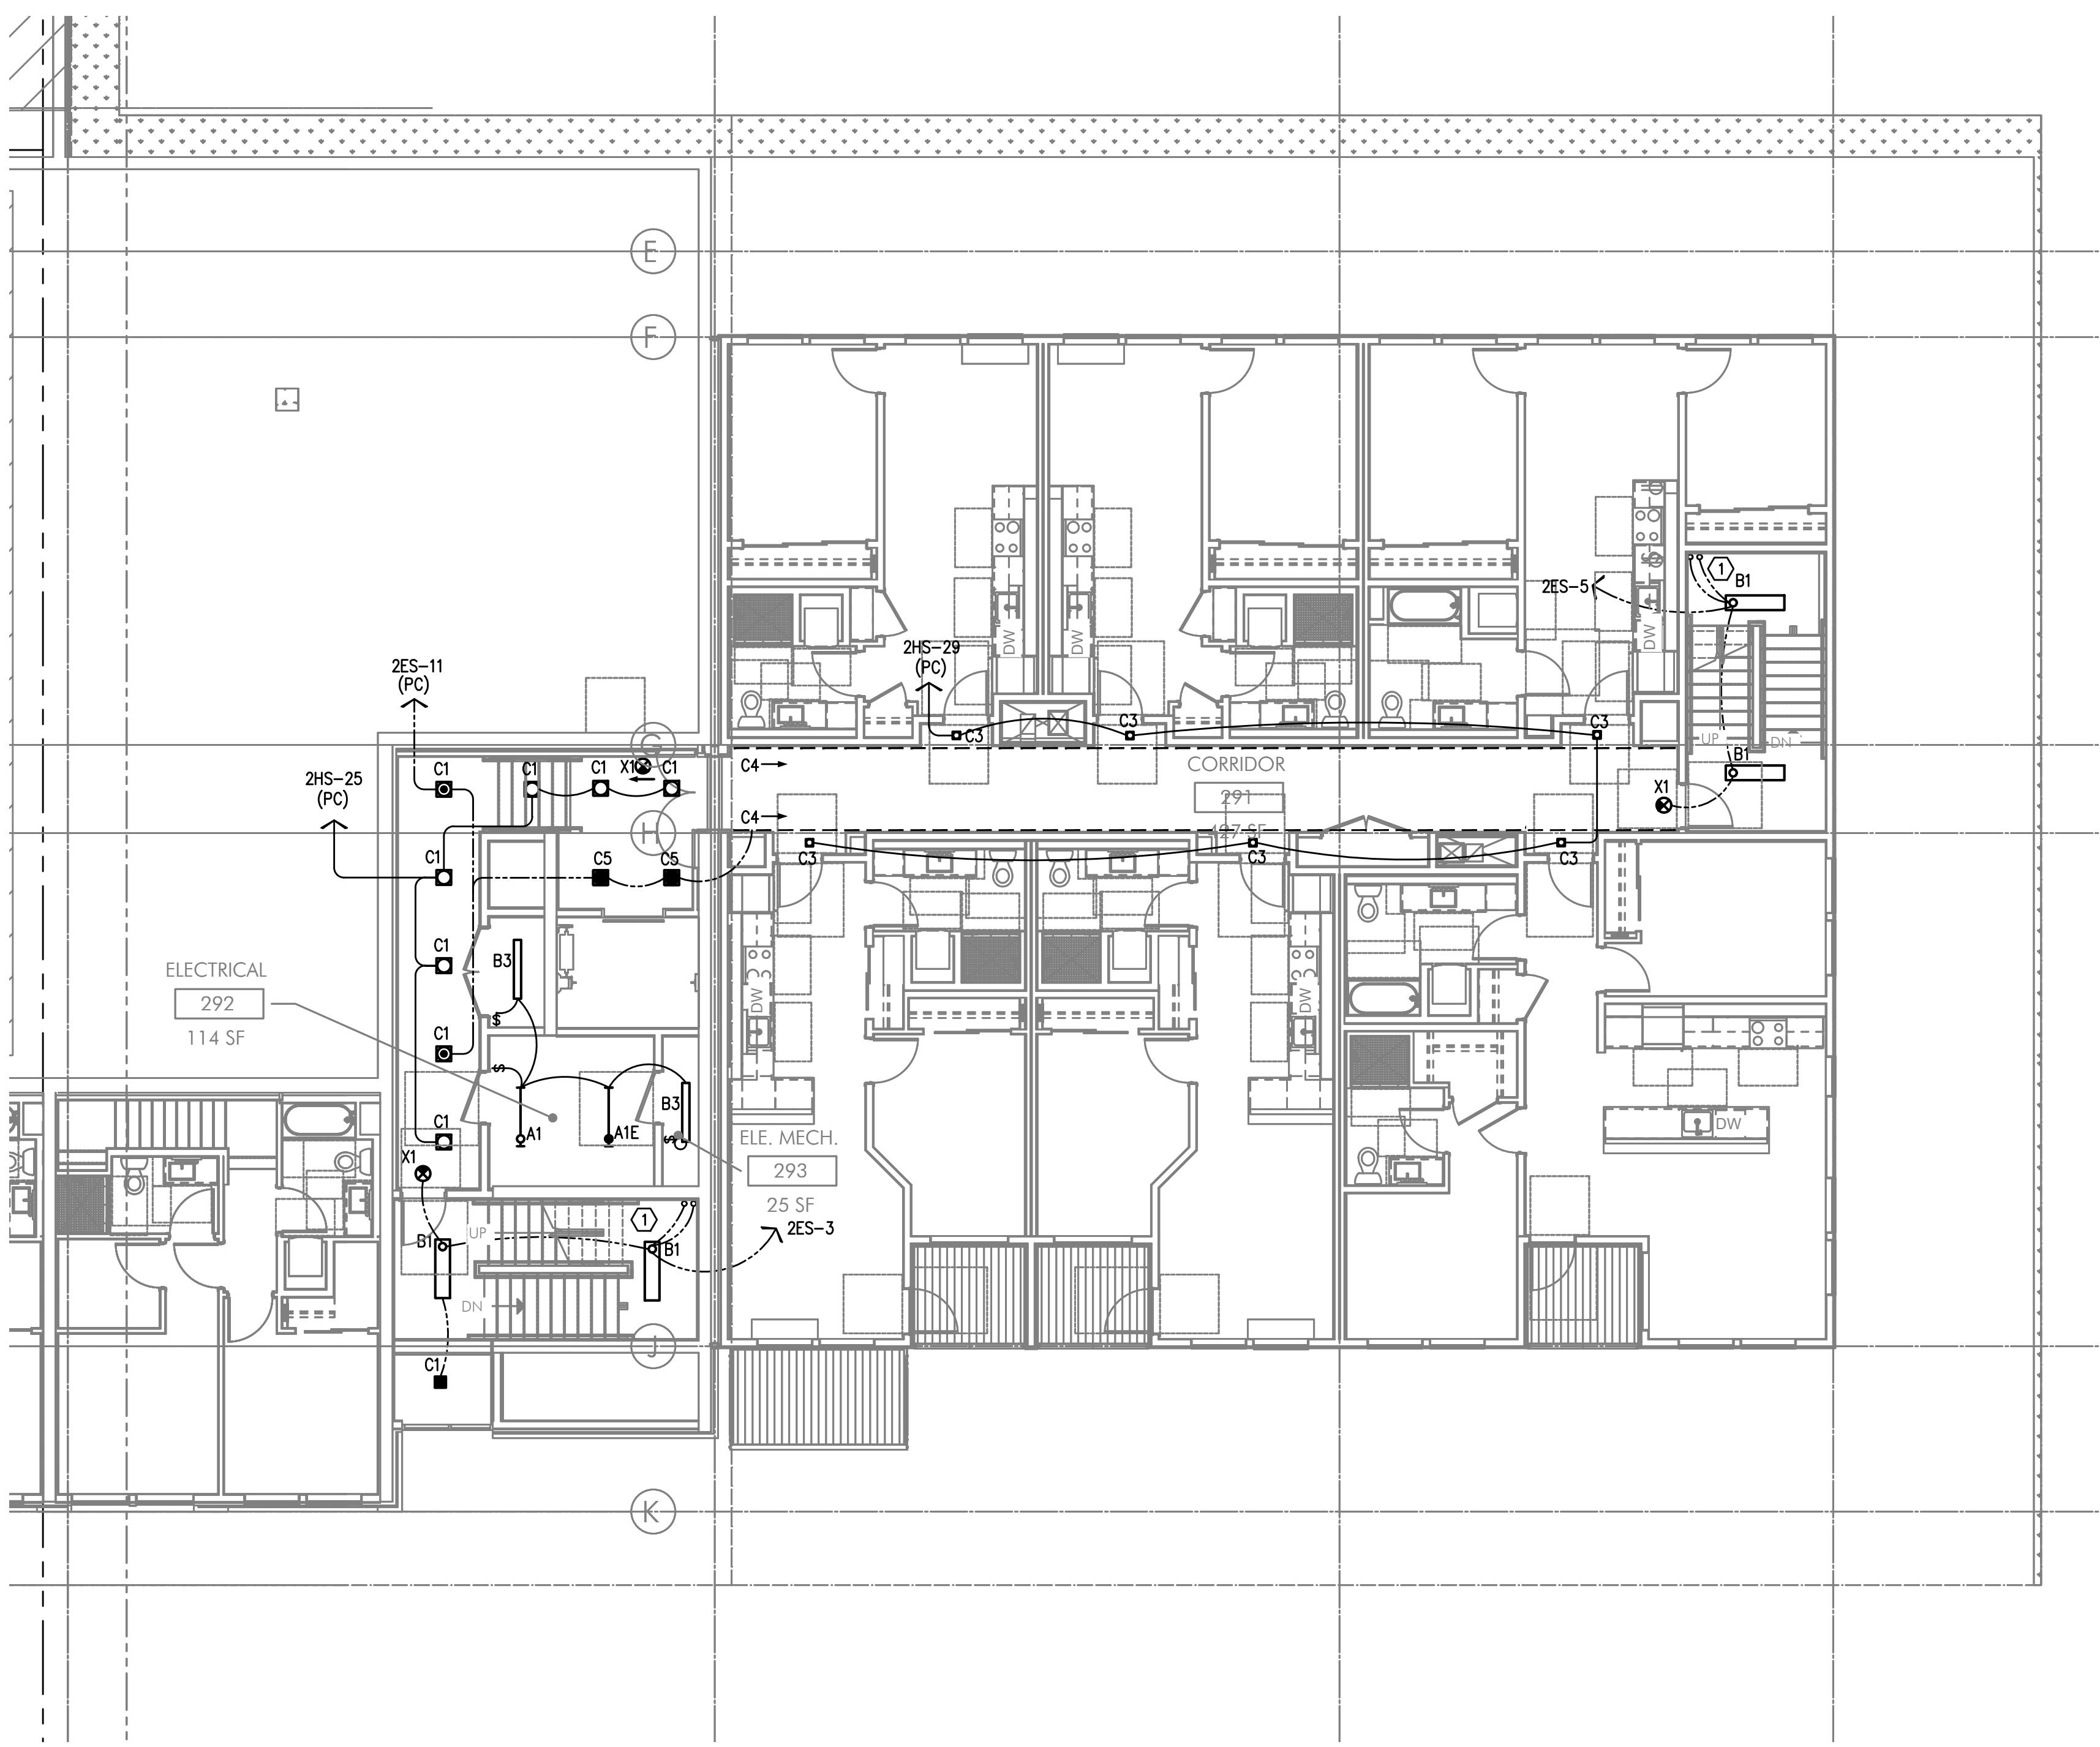 E
F
DW
DW
DW
2ES-5
1
B1
2HS-29
(PC)
2ES-11
(PC)
C3
C3
C3
G
UP
B1
DN
2HS-25
(PC)
C1
C1
C1
X1
C1
C4
CORRIDOR
291
427 SF
X1
H
C4
C1
C5
C5
C3
C3
C3
C1
B3
$
DW
DW
ELECTRICAL
292
114 SF
C1
$
C1
A1
A1E
B3
$
ELE. MECH.
293
25 SF
DW
X1
1
2ES-3
B1
UP
B1
DN
J
C1
K